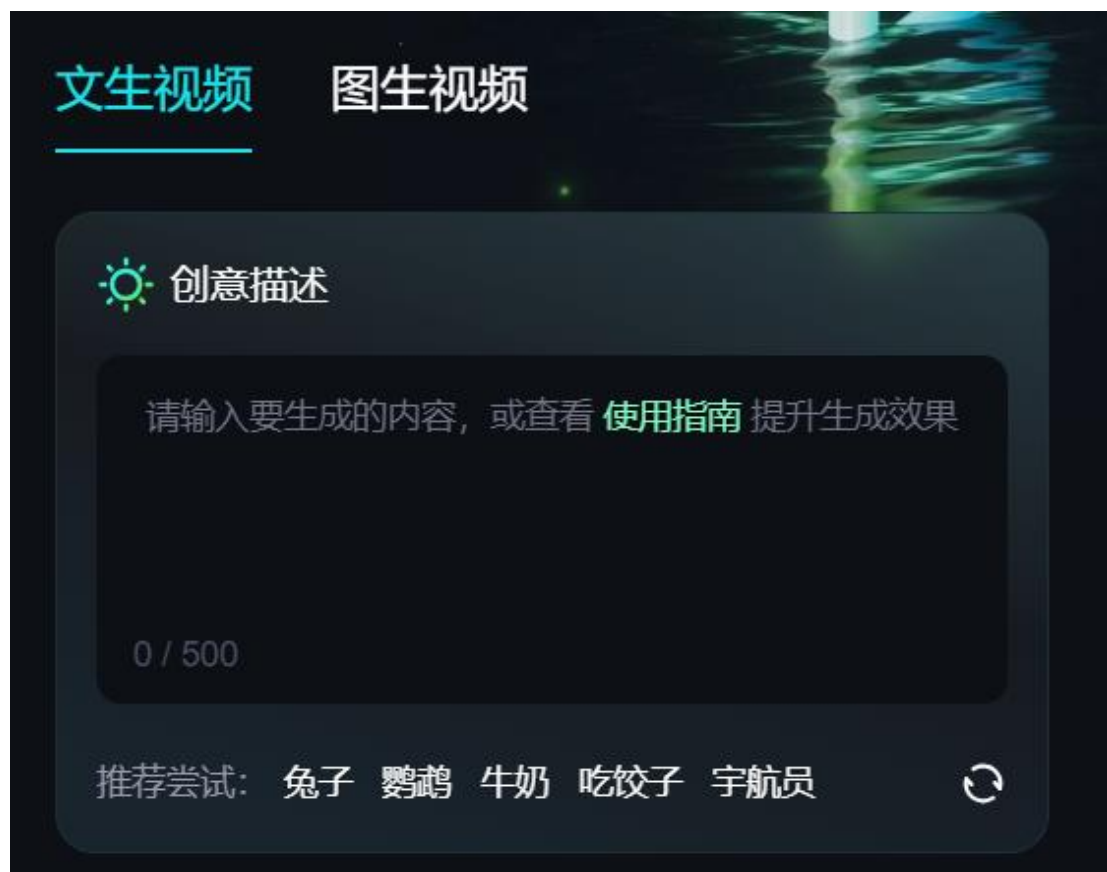 文生视频 图生视频
创意描述
请输入要生成的内容，或查看 使用指南 提升生成效果
0 / 500
推荐尝试： 兔子 鹦鹉 牛奶 吃饺子 宇航员